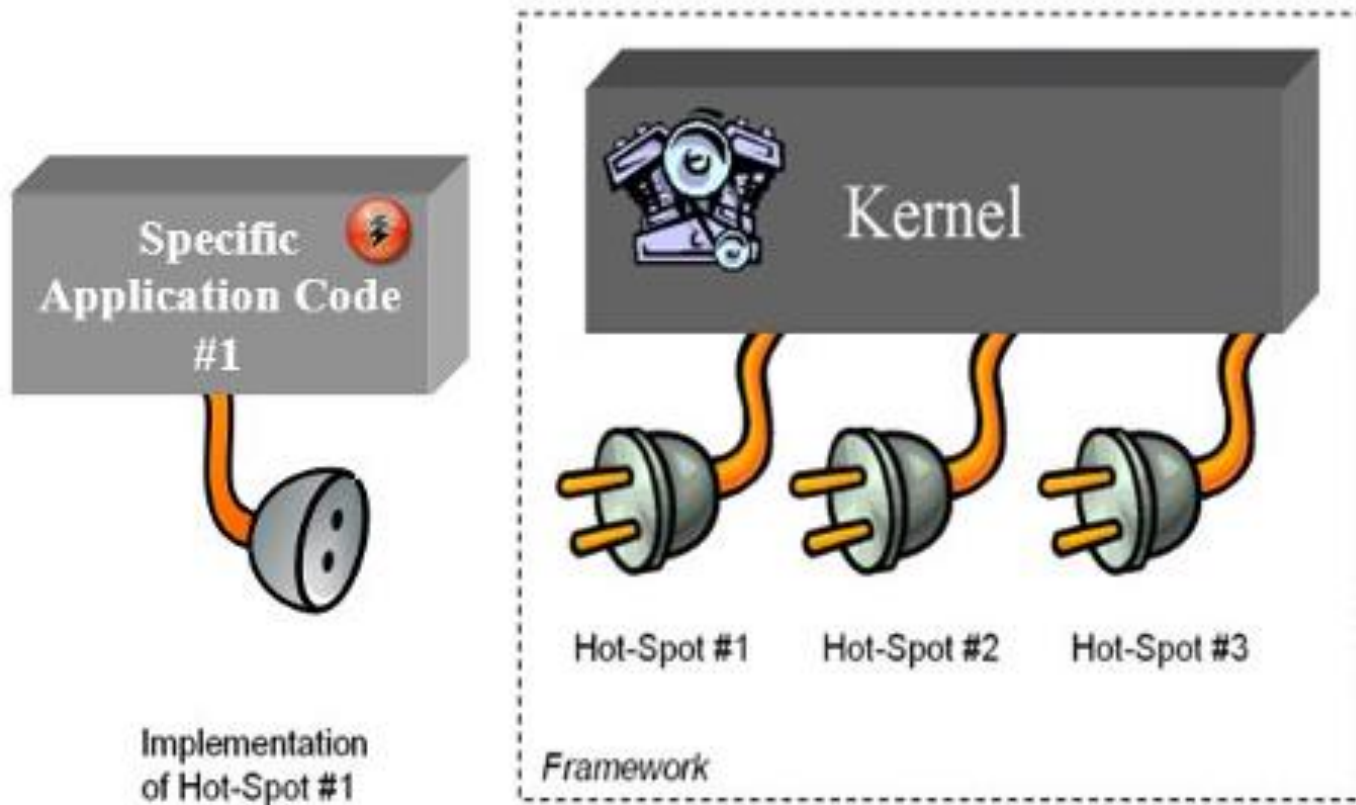 Specific
Application Code
#1
Implementation
of Hot-Spot #1
Kernel
Hot-Spot #1
Hot-Spot #2
Hot-Spot #3
Framework